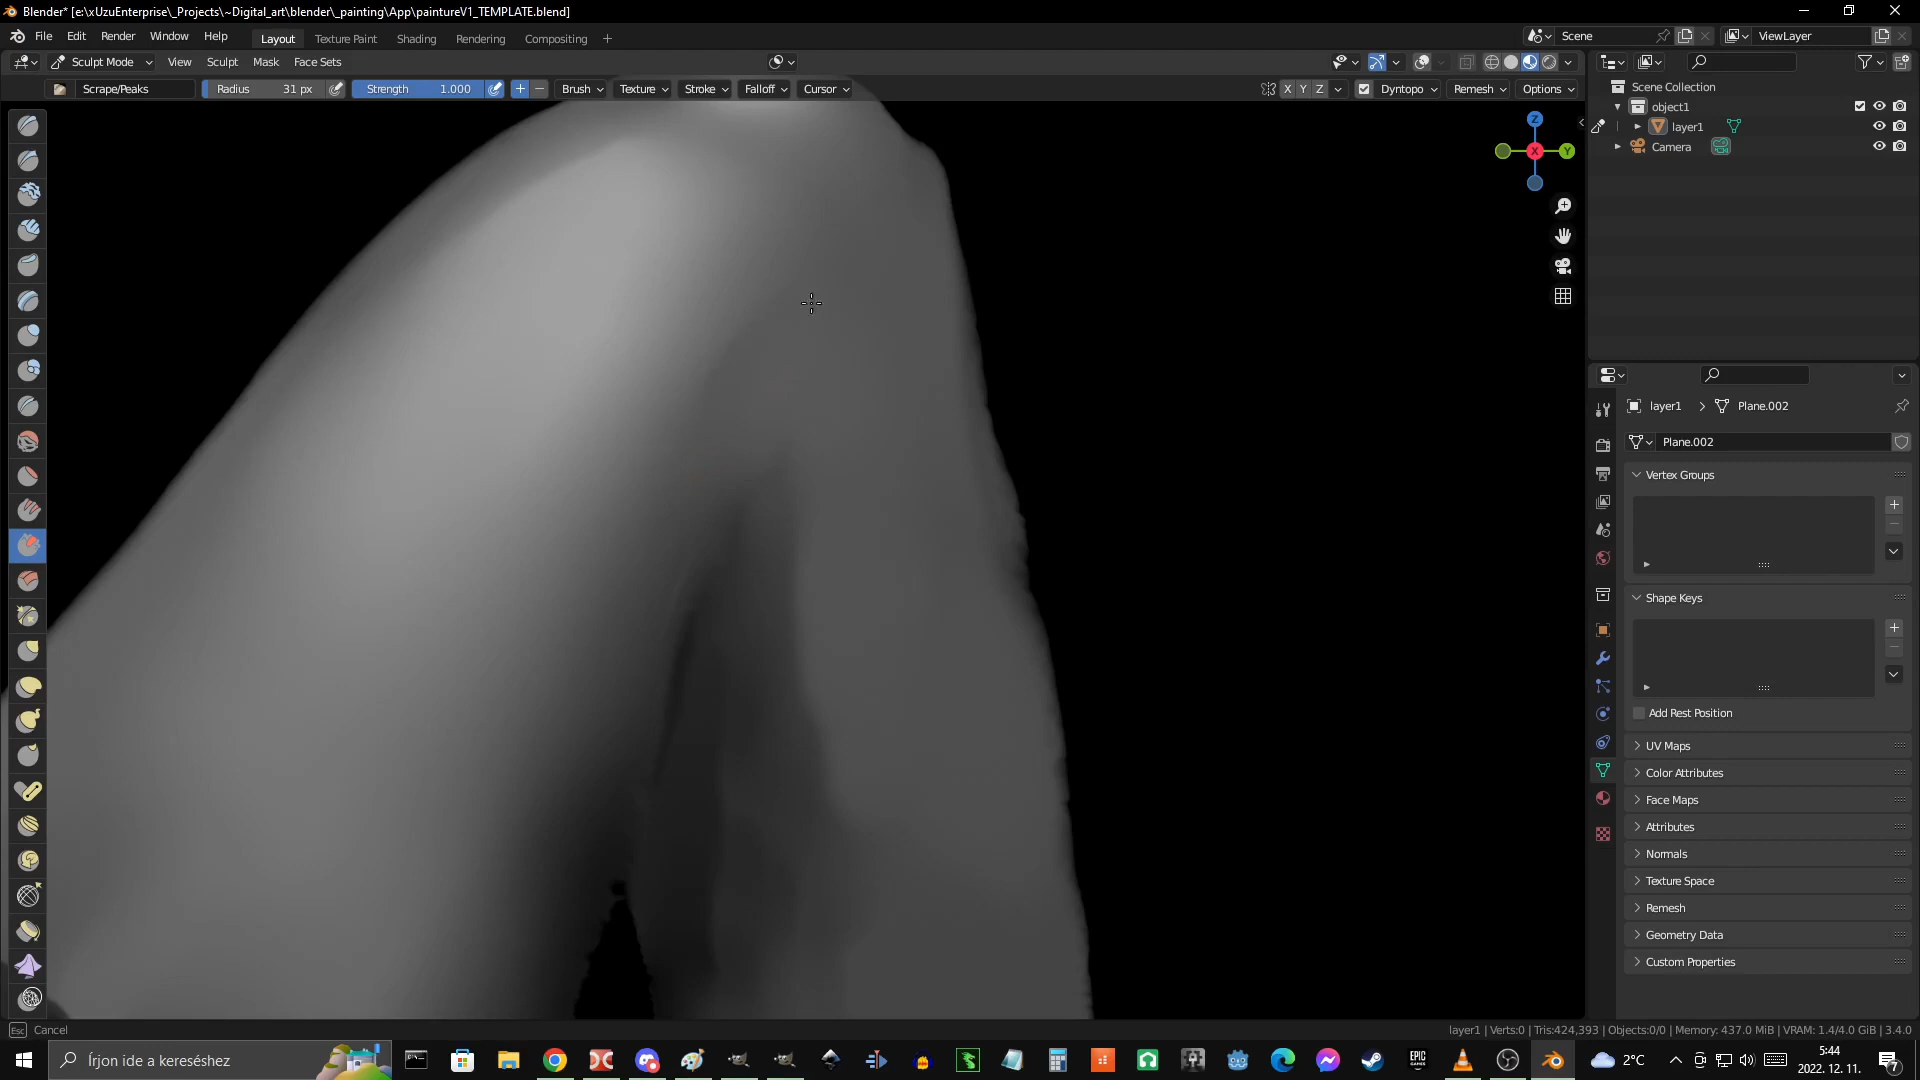 Blender* [e:\xUzuEnterprise\_Projects\~Digital_art\blender\_painting\App\paintureV1_TEMPLATE.blend]
File Edit Render Window Help Layout Texture Paint Shading Rendering Compositing + Scene ViewLayer
Sculpt Mode View Sculpt Mask Face Sets
Scrape/Peaks Radius 31 px Strength 1.000 Brush Texture Stroke Falloff Cursor X Y Z Dyntopo Remesh Options
Scene Collection
object1
layer1
Camera
Z
X
Y
layer1 Plane.002
Plane.002
Vertex Groups
Shape Keys
Add Rest Position
UV Maps
Color Attributes
Face Maps
Attributes
Normals
Texture Space
Remesh
Geometry Data
Custom Properties
Esc Cancel layer1 | Verts:0 | Tris:424,393 | Objects:0/0 | Memory: 437.0 MiB | VRAM: 1.4/4.0 GiB | 3.4.0
Írjon ide a kereséshez
EPIC GAMES
2°C
5:44
2022. 12. 11.
7